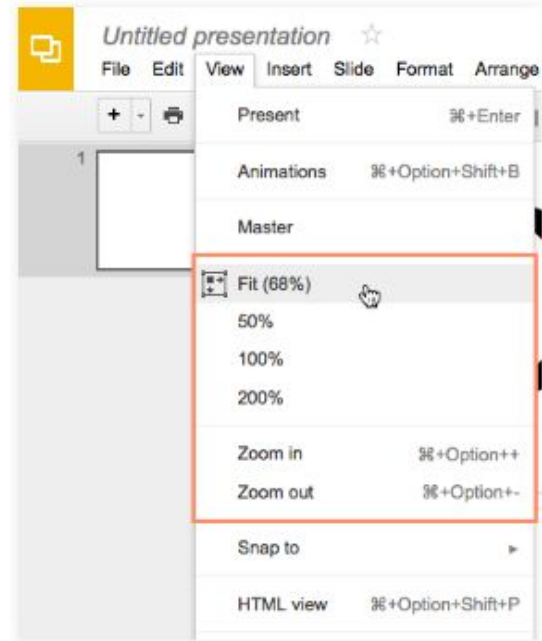 Untitled presentation
File Edit View Insert Slide Format Arrange
Present ⌘+Enter
1
Animations ⌘+Option+Shift+B
Master
Fit (68%)
50%
100%
200%
Zoom in ⌘+Option++
Zoom out ⌘+Option+-
Snap to
HTML view ⌘+Option+Shift+P